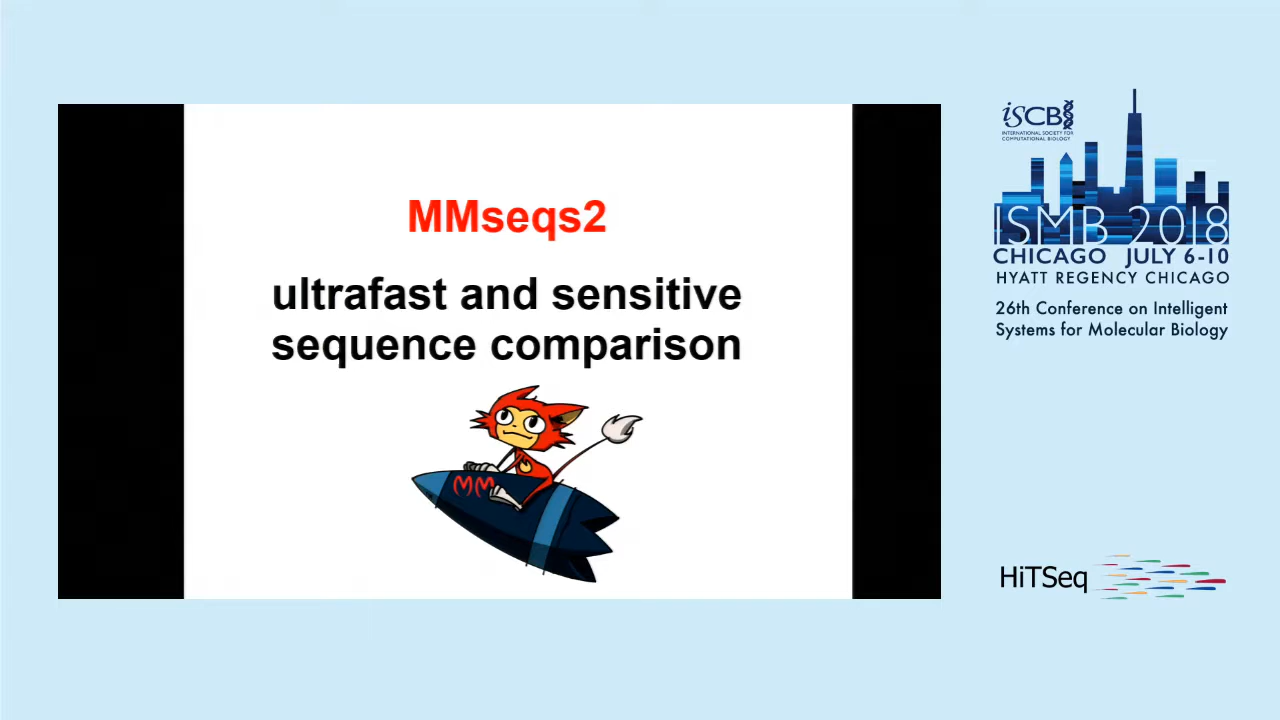 MMseqs2
ultrafast and sensitive
sequence comparison
MM
iSCB
INTERNATIONAL SOCIETY FOR
COMPUTATIONAL BIOLOGY
ISMB 2018
CHICAGO JULY 6-10
HYATT REGENCY CHICAGO
26th Conference on Intelligent
Systems for Molecular Biology
HiTSeq